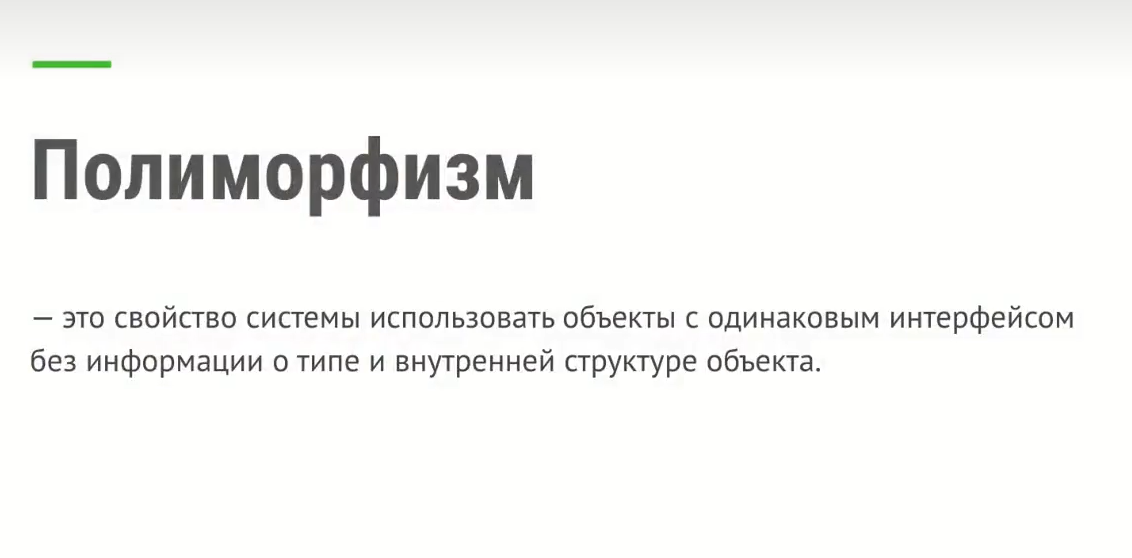 Полиморфизм
— это свойство системы использовать объекты с одинаковым интерфейсом
без информации о типе и внутренней структуре объекта.